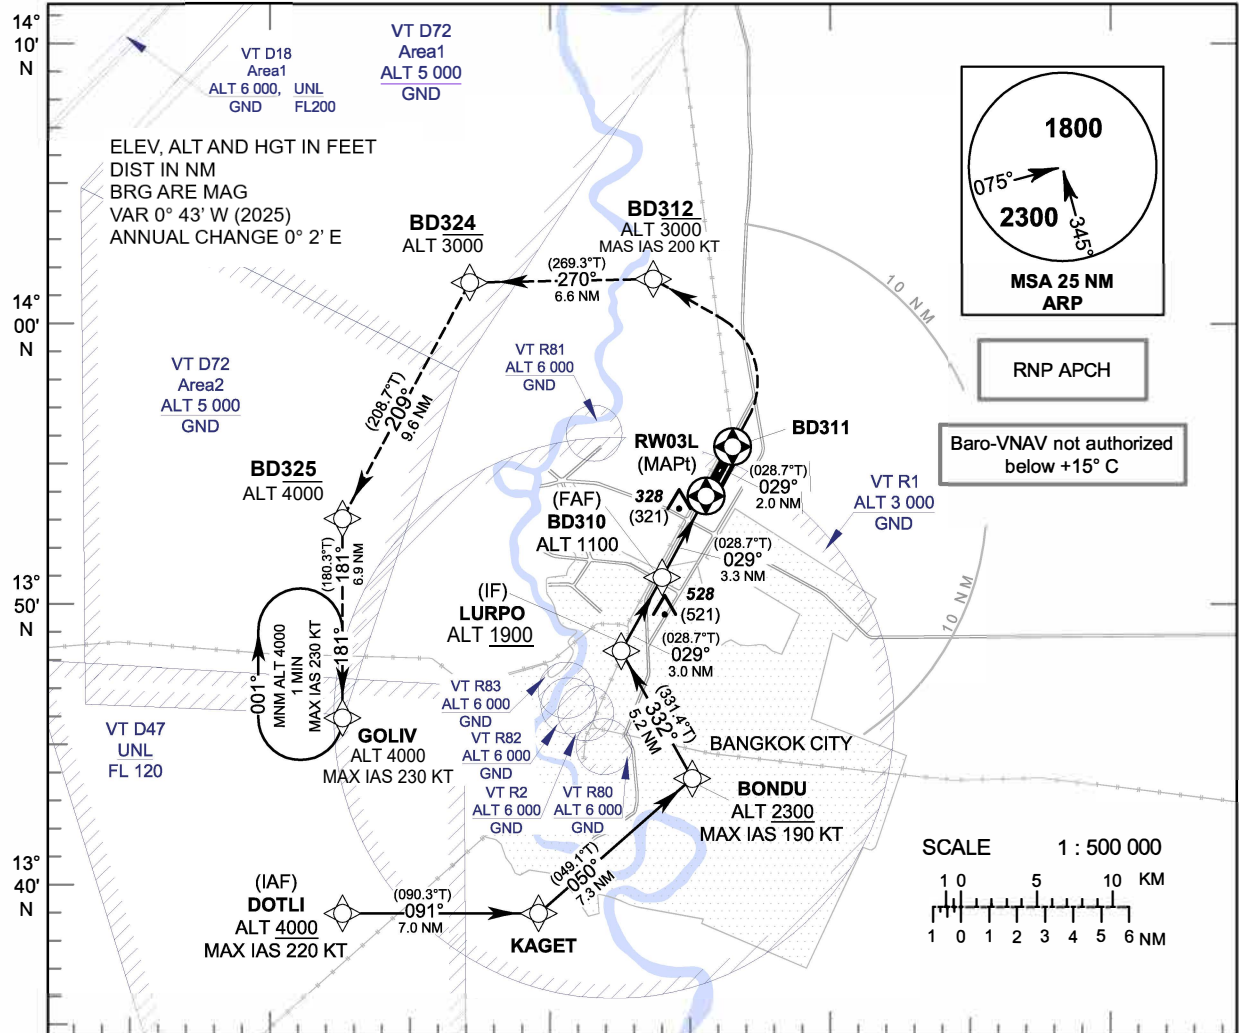 14°
10'
N
VT D18
Area1
ALT 6 000,
GND
UNL
FL200
VT D72
Area1
ALT 5 000
GND
ELEV, ALT AND HGT IN FEET
DIST IN NM
BRG ARE MAG
VAR 0° 43’ W (2025)
ANNUAL CHANGE 0° 2’ E
1800
075°
2300
345°
MSA 25 NM
ARP
BD324
ALT 3000
BD312
ALT 3000
MAS IAS 200 KT
(269.3°T)
270°
6.6 NM
10 NM
14°
00'
N
RNP APCH
Baro-VNAV not authorized
below +15° C
VT R81
ALT 6 000
GND
VT D72
Area2
ALT 5 000
GND
(208.7°T)
209°
9.6 NM
RW03L
(MAPt)
BD311
(028.7°T)
029°
2.0 NM
VT R1
ALT 3 000
GND
BD325
ALT 4000
328
(321)
(FAF)
BD310
ALT 1100
(028.7°T)
029°
3.3 NM
(180.3°T)
181°
6.9 NM
13°
50'
N
528
(521)
(IF)
LURPO
ALT 1900
(028.7°T)
029°
3.0 NM
10 NM
001°
MNM ALT 4000
1 MIN
MAX IAS 230 KT
181°
GOLIV
ALT 4000
MAX IAS 230 KT
VT R83
ALT 6 000
GND
VT R82
ALT 6 000
GND
VT R2
ALT 6 000
GND
VT R80
ALT 6 000
GND
(331.4°T)
332°
5.2 NM
BANGKOK CITY
VT D47
UNL
FL 120
BONDU
ALT 2300
MAX IAS 190 KT
(049.1°T)
050°
7.3 NM
13°
40'
N
(IAF)
DOTLI
ALT 4000
MAX IAS 220 KT
(090.3°T)
091°
7.0 NM
KAGET
SCALE 1 : 500 000
1 0 5 10 KM
1 0 1 2 3 4 5 6 NM